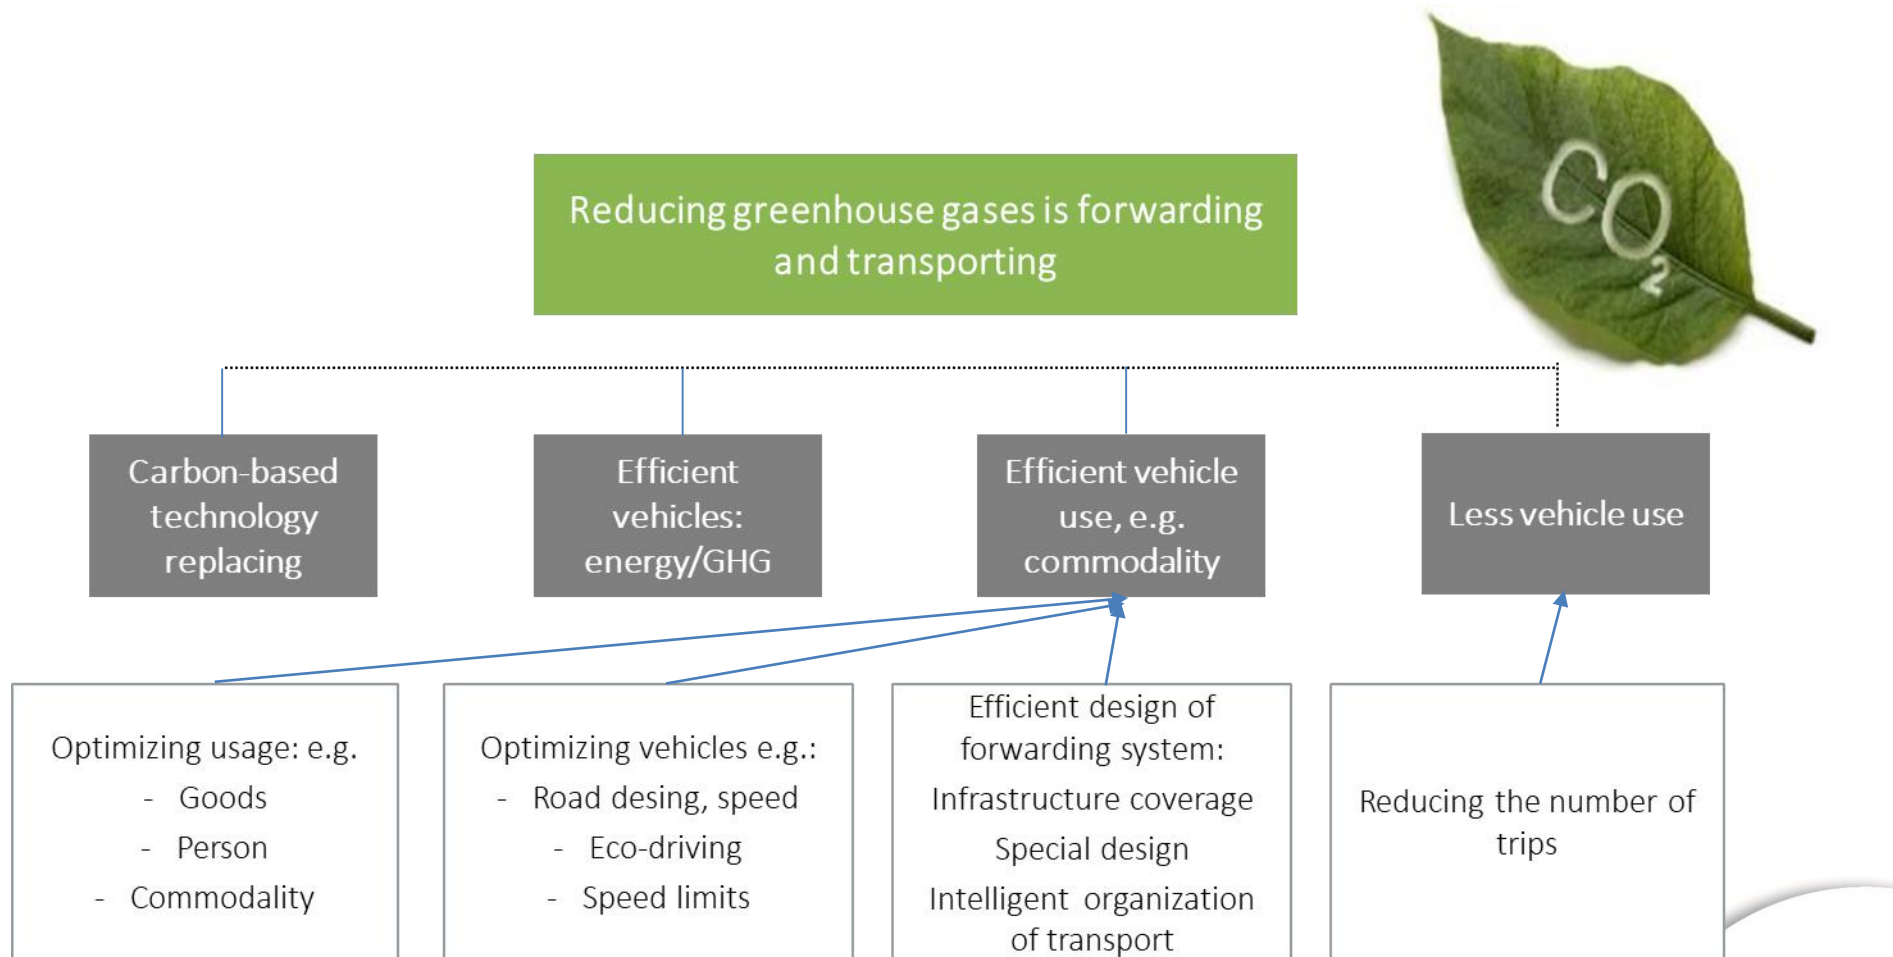 CO2
Reducing greenhouse gases is forwarding
and transporting
Carbon-based
technology
replacing
Efficient
vehicles:
energy/GHG
Efficient vehicle
use, e.g.
commodality
Less vehicle use
Optimizing usage: e.g.
- Goods
- Person
- Commodality
Optimizing vehicles e.g.:
- Road desing, speed
- Eco-driving
- Speed limits
Efficient design of
forwarding system:
Infrastructure coverage
Special design
Intelligent organization
of transport
Reducing the number of
trips